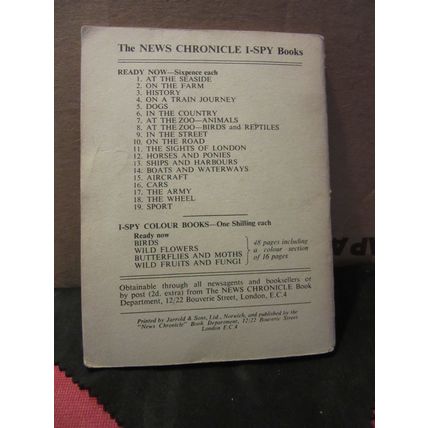 The NEWS CHRONICLE I-SPY Books
READY NOW—Sixpence each
1. AT THE SEASIDE
2. ON THE FARM
3. HISTORY
4. ON A TRAIN JOURNEY
5. DOGS
6. IN THE COUNTRY
7. AT THE ZOO—ANIMALS
8. AT THE ZOO—BIRDS and REPTILES
9. IN THE STREET
10. ON THE ROAD
11. THE SIGHTS OF LONDON
12. HORSES AND PONIES
13. SHIPS AND HARBOURS
14. BOATS AND WATERWAYS
15. AIRCRAFT
16. CARS
17. THE ARMY
18. THE WHEEL
19. SPORT
I-SPY COLOUR BOOKS—One Shilling each
Ready now
BIRDS
WILD FLOWERS
BUTTERFLIES AND MOTHS
WILD FRUITS AND FUNGI
48 pages including
a colour section
of 16 pages
Obtainable through all newsagents and booksellers or
by post (2d. extra) from The NEWS CHRONICLE Book
Department, 12/22 Bouverie Street, London, E.C.4
Printed by Jarrold & Sons, Ltd., Norwich, and published by the
"News Chronicle" Book Department, 12/22 Bouverie Street
London E.C.4